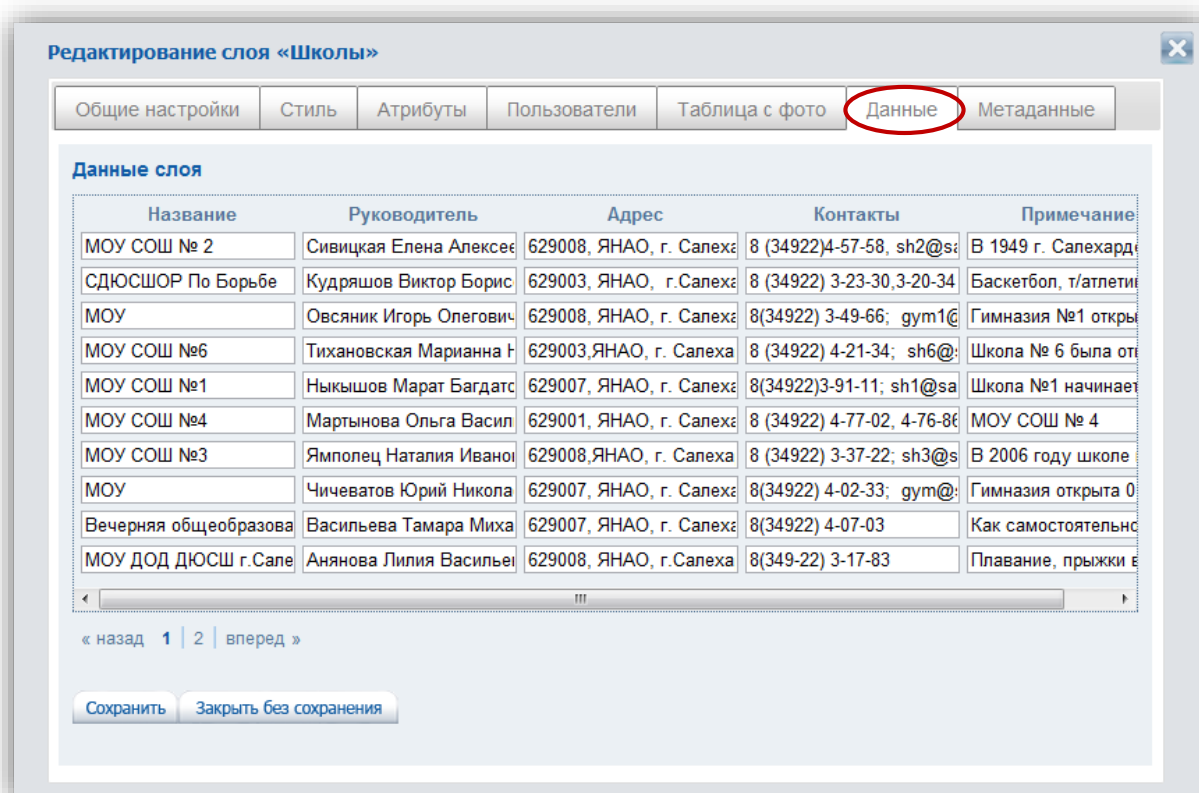 Редактирование слоя «Школы»
Общие настройки Стиль Атрибуты Пользователи Таблица с фото Данные Метаданные
Данные слоя
Название Руководитель Адрес Контакты Примечание
МОУ СОШ № 2 Сивицкая Елена Алексее 629008, ЯНАО, г. Салеха 8 (34922)4-57-58, sh2@sa В 1949 г. Салехарде
СДЮСШОР По Борьбе Кудряшов Виктор Борис 629003, ЯНАО, г.Салеха 8 (34922) 3-23-30,3-20-34 Баскетбол, т/атлетик
МОУ Овсяник Игорь Олегович 629008, ЯНАО, г. Салеха 8(34922) 3-49-66; gym1@ Гимназия №1 откры
МОУ СОШ №6 Тихановская Марианна Н 629003,ЯНАО, г. Салеха 8 (34922) 4-21-34; sh6@ Школа № 6 была отк
МОУ СОШ №1 Ныкышов Марат Багдато 629007, ЯНАО, г. Салеха 8(34922)3-91-11; sh1@sa Школа №1 начинает
МОУ СОШ №4 Мартынова Ольга Васил 629001, ЯНАО, г. Салеха 8 (34922) 4-77-02, 4-76-86 МОУ СОШ № 4
МОУ СОШ №3 Ямполец Наталия Ивано 629008,ЯНАО, г. Салеха 8 (34922) 3-37-22; sh3@s В 2006 году школе
МОУ Чичеватов Юрий Никола 629007, ЯНАО, г. Салеха 8(34922) 4-02-33; gym@ Гимназия открыта 0
Вечерняя общеобразова Васильева Тамара Миха 629007, ЯНАО, г. Салеха 8(34922) 4-07-03 Как самостоятельно
МОУ ДОД ДЮСШ г.Сале Анянова Лилия Василье 629008, ЯНАО, г.Салеха 8(349-22) 3-17-83 Плавание, прыжки в
« назад 1 | 2 | вперед »
Сохранить Закрыть без сохранения